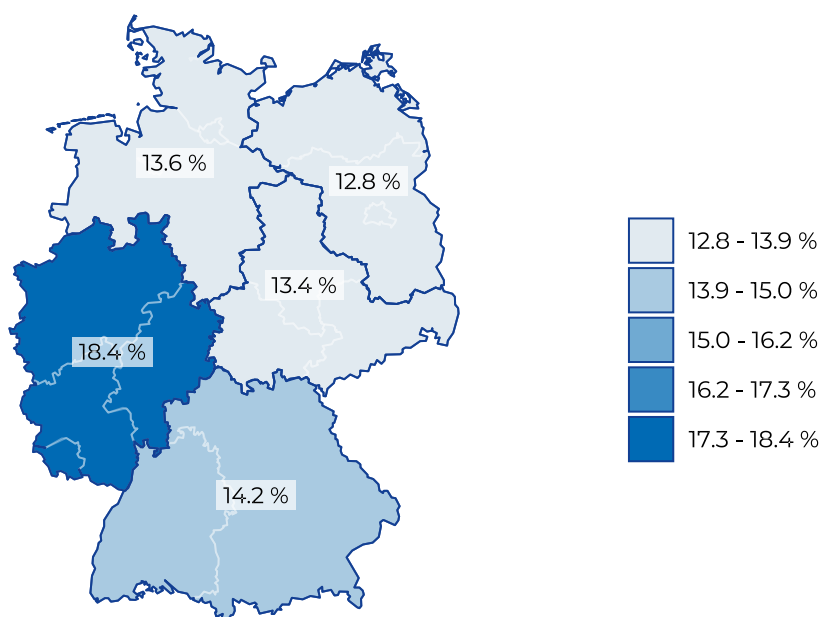 13.6 %
12.8 %
13.4 %
18.4 %
14.2 %
12.8 - 13.9 %
13.9 - 15.0 %
15.0 - 16.2 %
16.2 - 17.3 %
17.3 - 18.4 %